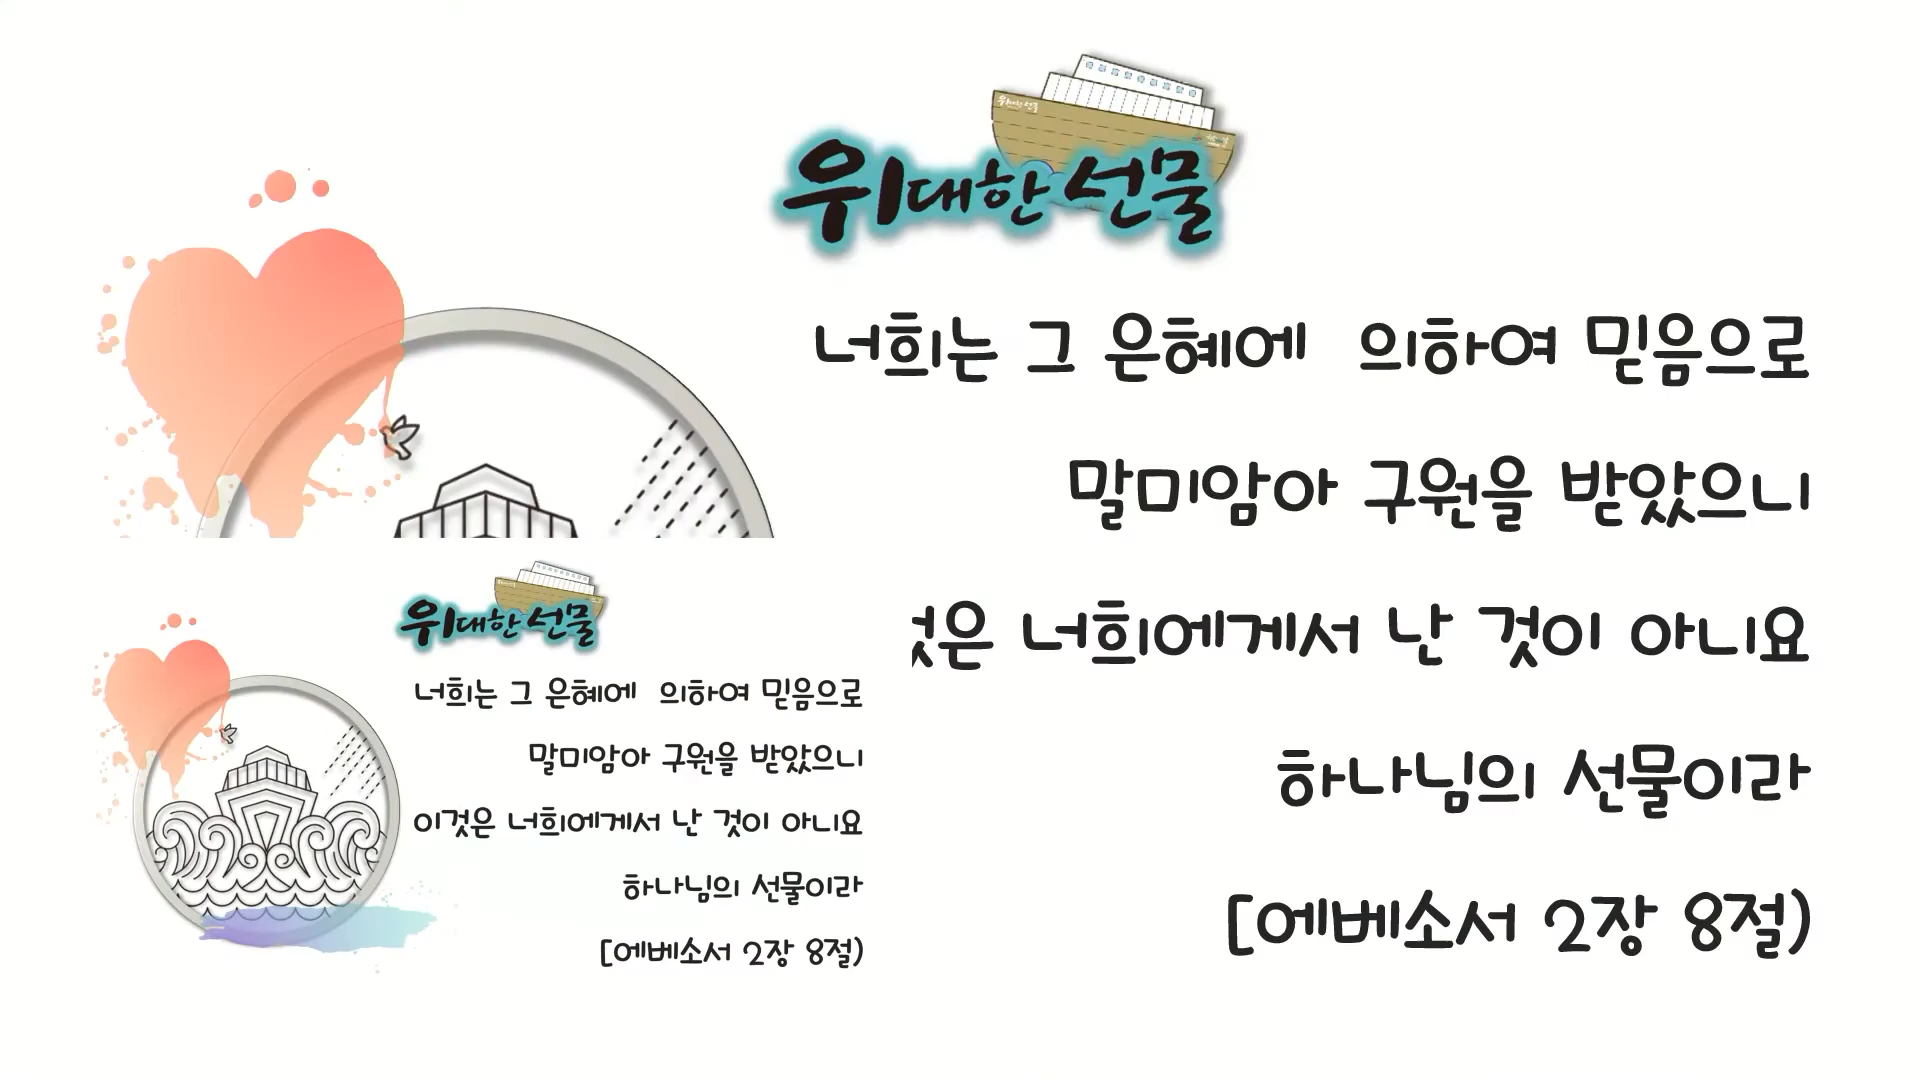 위대한 선물
너희는 그 은혜에 의하여 믿음으로
말미암아 구원을 받았으니
것은 너희에게서 난 것이 아니요
하나님의 선물이라
[에베소서 2장 8절)
위대한 선물
너희는 그 은혜에 의하여 믿음으로
말미암아 구원을 받았으니
이것은 너희에게서 난 것이 아니요
하나님의 선물이라
[에베소서 2장 8절)